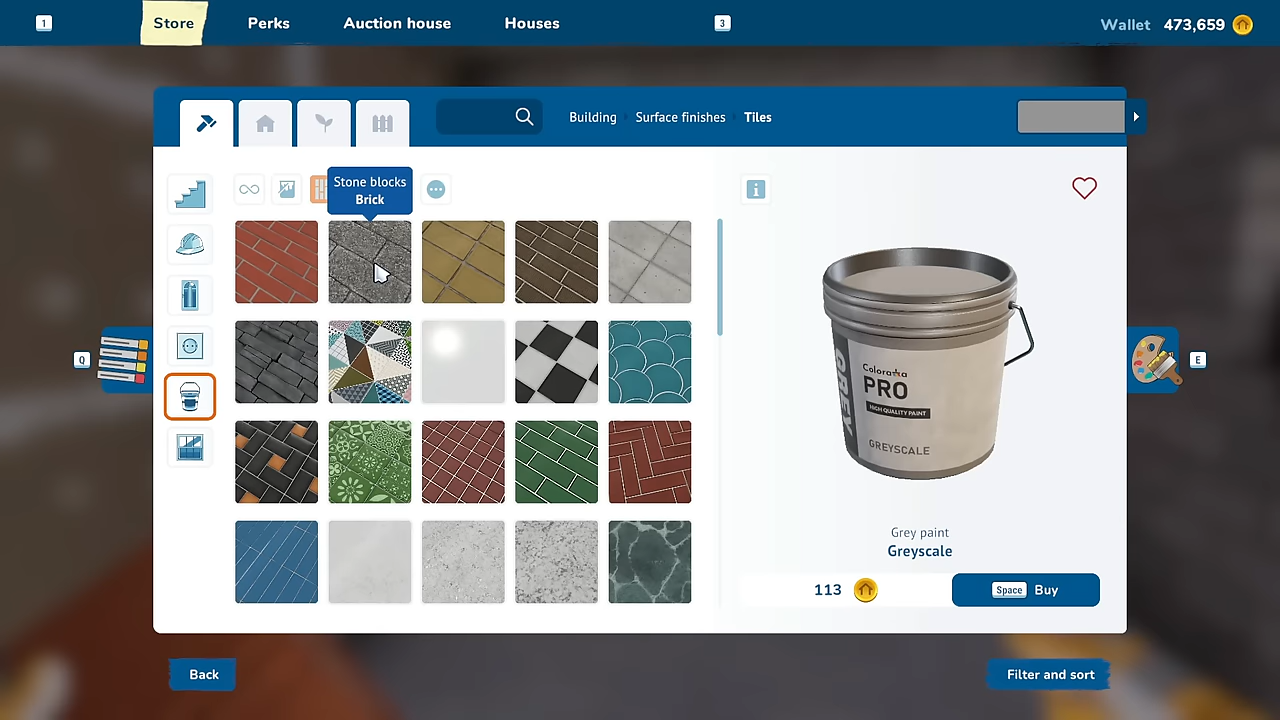 1
Store
Perks
Auction house
Houses
3
Wallet 473,659
Building
Surface finishes
Tiles
Stone blocks
Brick
Q
E
GREY
Colorama
PRO
HIGH QUALITY PAINT
GREYSCALE
Grey paint
Greyscale
113
Space Buy
Back
Filter and sort